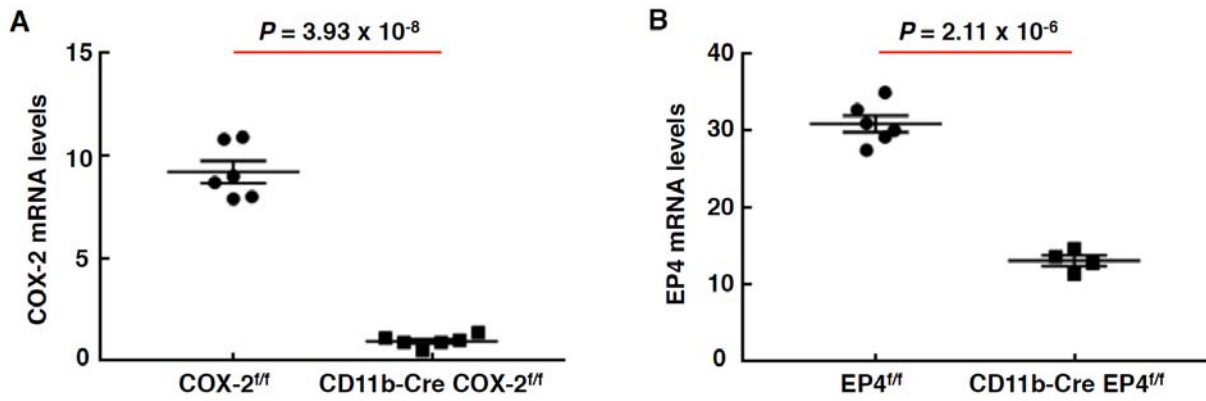 A
P = 3.93 x 10⁻⁸
15
10
5
0
COX-2 mRNA levels
COX-2ᶠ/ᶠ
CD11b-Cre COX-2ᶠ/ᶠ
B
P = 2.11 x 10⁻⁶
40
30
20
10
0
EP4 mRNA levels
EP4ᶠ/ᶠ
CD11b-Cre EP4ᶠ/ᶠ